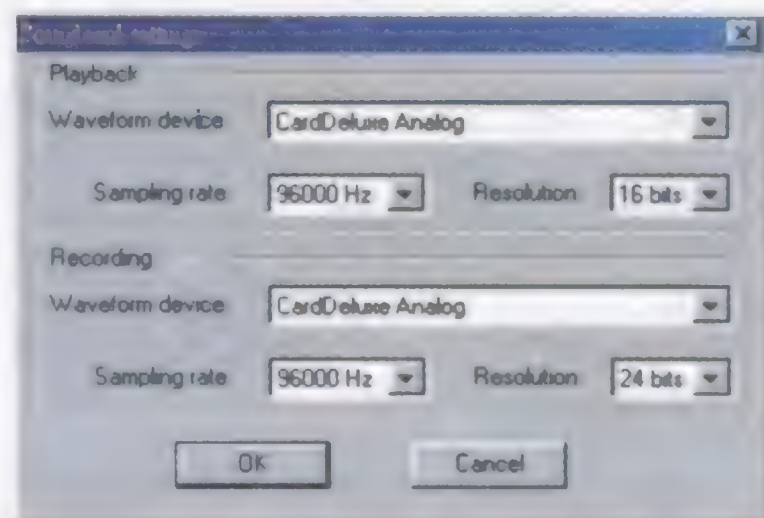 Playback
Waveform device CardDeluxe Analog
Sampling rate 96000 Hz Resolution 16 bits
Recording
Waveform device CardDeluxe Analog
Sampling rate 96000 Hz Resolution 24 bits
OK Cancel